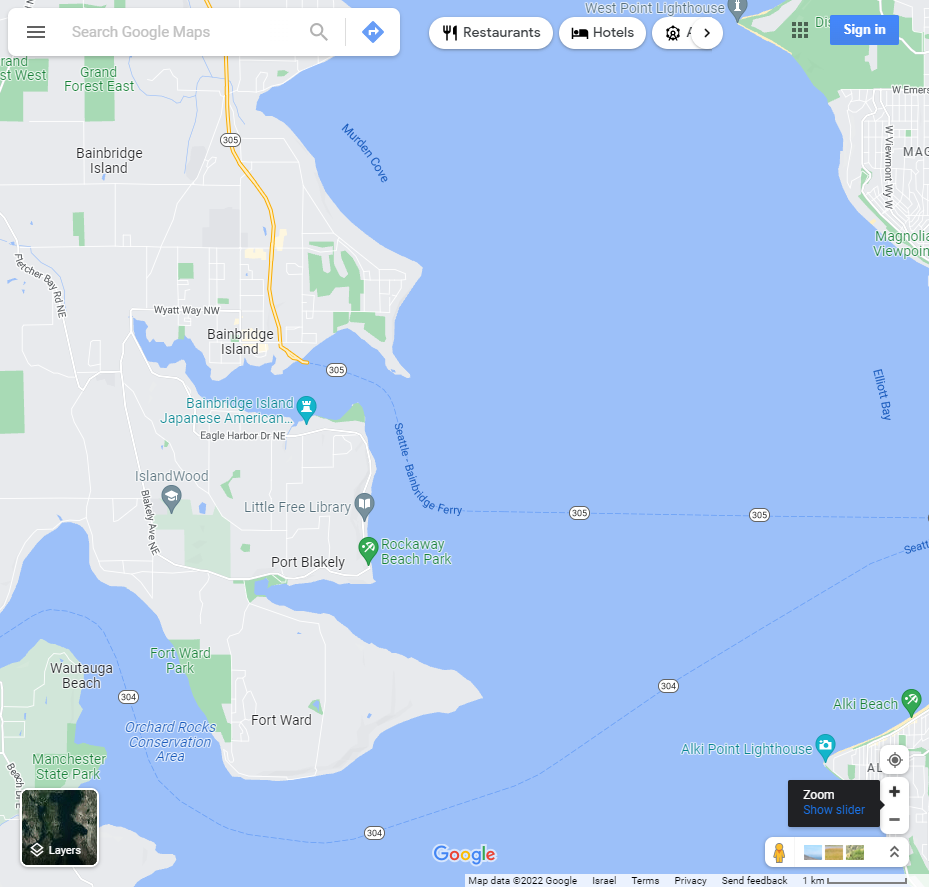 West Point Lighthouse
Search Google Maps
Restaurants
Hotels
Sign in
Grand
Forest East
W Emers
305
Bainbridge
Island
Murden Cove
W Viewmont Wy W
MAG
Magnolia
Viewpoin
Fletcher Bay Rd NE
Wyatt Way NW
Bainbridge
Island
305
Elliott Bay
Bainbridge Island
Japanese American...
Eagle Harbor Dr NE
Seattle - Bainbridge Ferry
IslandWood
Little Free Library
Blakely Ave NE
305
305
Rockaway
Beach Park
Port Blakely
Seatt
Fort Ward
Park
Wautauga
Beach
304
304
Fort Ward
Orchard Rocks
Conservation
Area
Alki Beach
Alki Point Lighthouse
Manchester
State Park
Beach Dr E
AL
Zoom
Show slider
Layers
304
Google
Map data ©2022 Google
Israel
Terms
Privacy
Send feedback
1 km